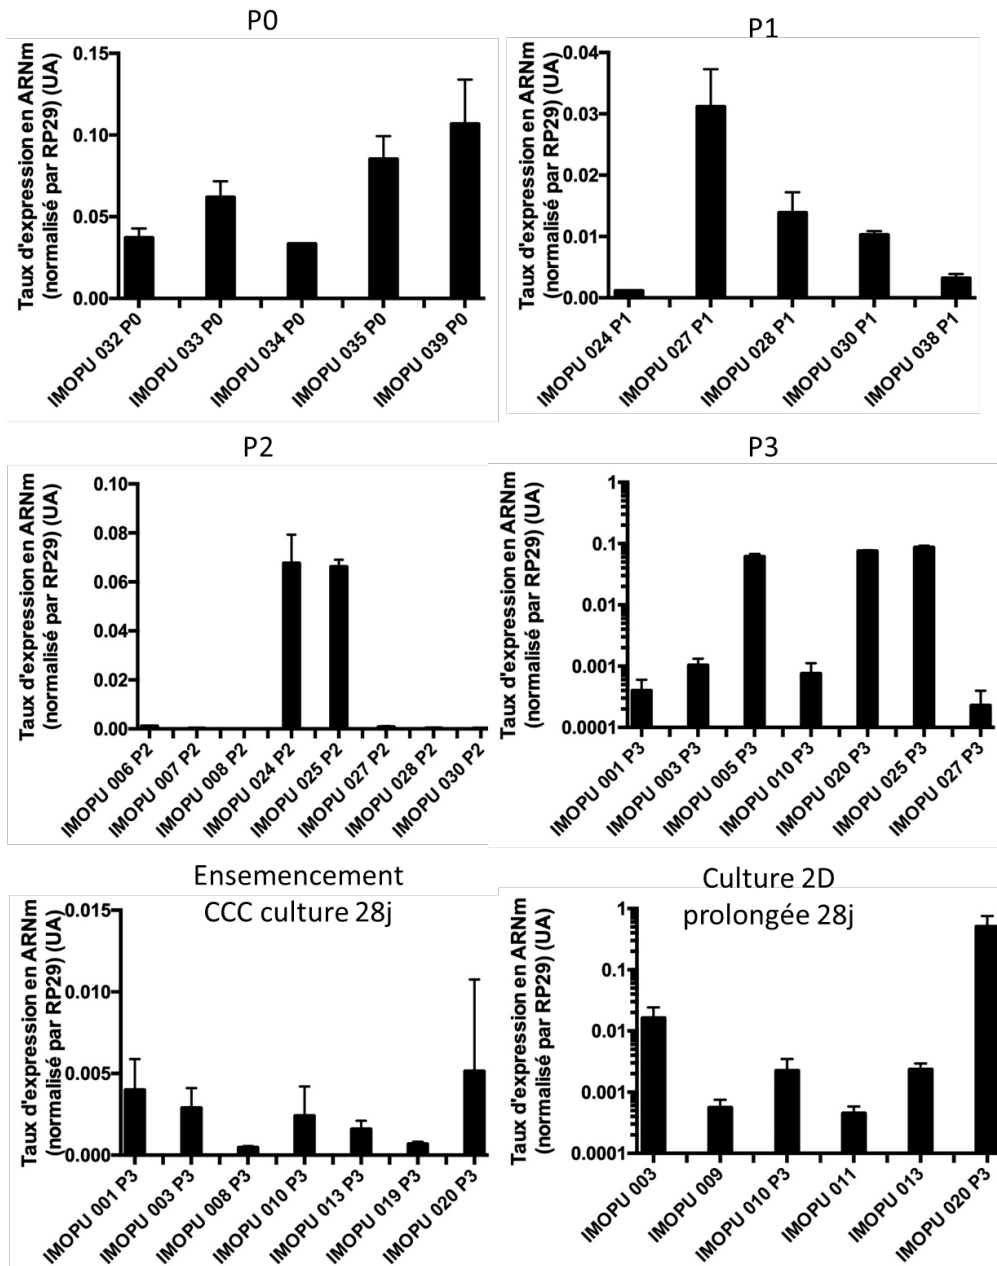 P0
Taux d'expression en ARNm
(normalisé par RP29) (UA)
0.15
0.10
0.05
0.00
IMOPU 032 P0
IMOPU 033 P0
IMOPU 034 P0
IMOPU 035 P0
IMOPU 039 P0
P1
Taux d'expression en ARNm
(normalisé par RP29) (UA)
0.04
0.03
0.02
0.01
0.00
IMOPU 024 P1
IMOPU 027 P1
IMOPU 028 P1
IMOPU 030 P1
IMOPU 038 P1
P2
Taux d'expression en ARNm
(normalisé par RP29) (UA)
0.10
0.08
0.06
0.04
0.02
0.00
IMOPU 006 P2
IMOPU 007 P2
IMOPU 008 P2
IMOPU 024 P2
IMOPU 025 P2
IMOPU 027 P2
IMOPU 028 P2
IMOPU 030 P2
P3
Taux d'expression en ARNm
(normalisé par RP29) (UA)
1
0.1
0.01
0.001
0.0001
IMOPU 001 P3
IMOPU 003 P3
IMOPU 005 P3
IMOPU 010 P3
IMOPU 020 P3
IMOPU 025 P3
IMOPU 027 P3
Ensemencement
CCC culture 28j
Taux d'expression en ARNm
(normalisé par RP29) (UA)
0.015
0.010
0.005
0.000
IMOPU 001 P3
IMOPU 003 P3
IMOPU 008 P3
IMOPU 010 P3
IMOPU 013 P3
IMOPU 019 P3
IMOPU 020 P3
Culture 2D
prolongée 28j
Taux d'expression en ARNm
(normalisé par RP29) (UA)
1
0.1
0.01
0.001
0.0001
IMOPU 003
IMOPU 009
IMOPU 010 P3
IMOPU 011
IMOPU 013
IMOPU 020 P3